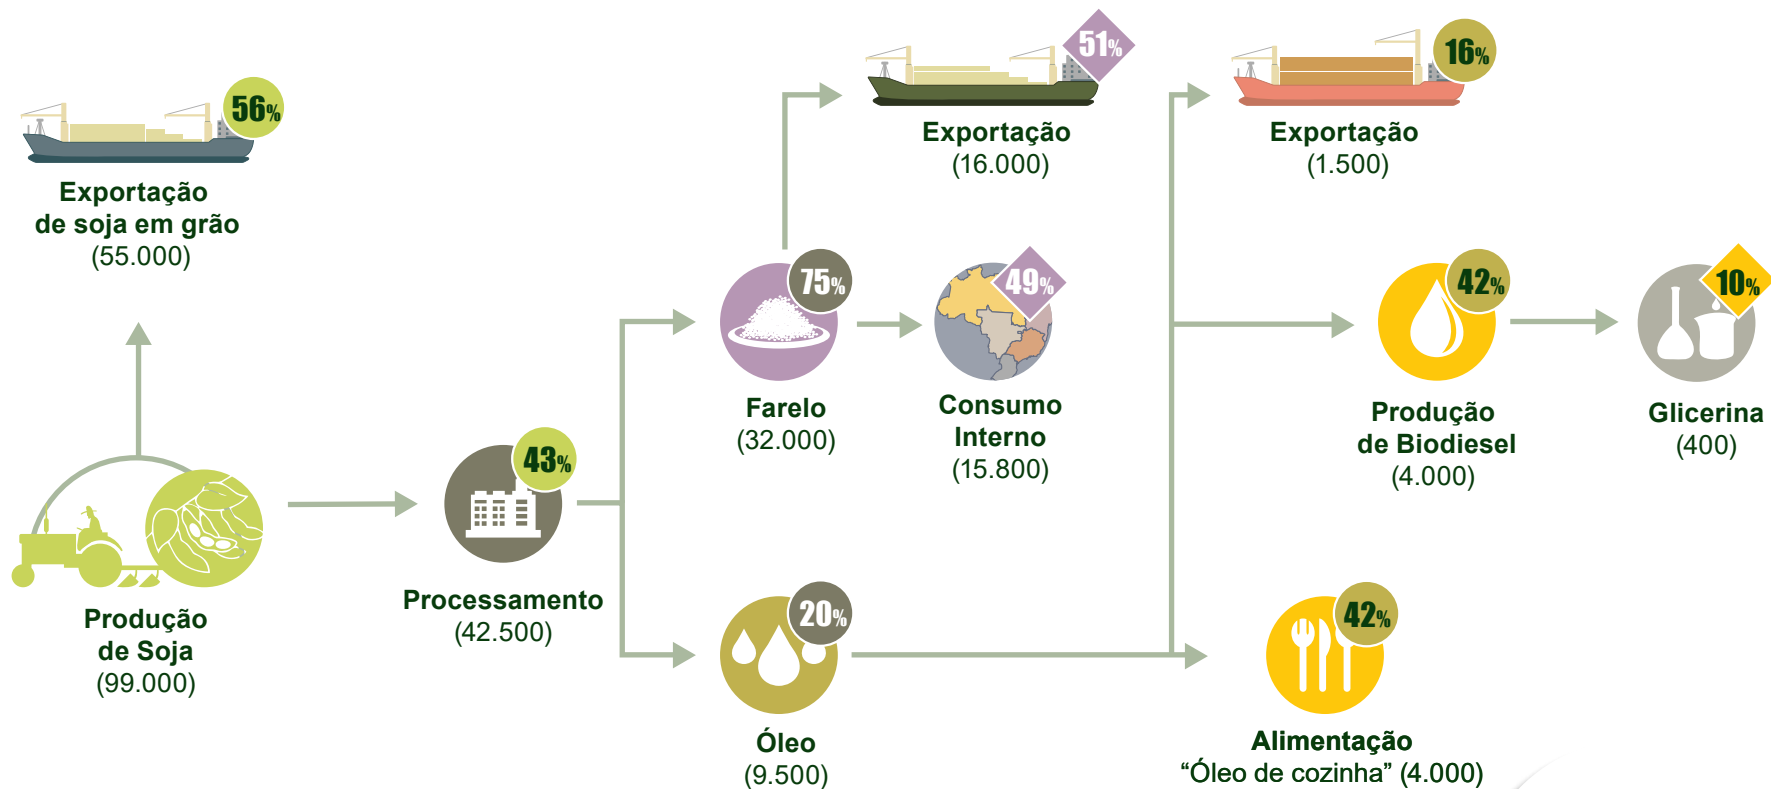 56%
Exportação
de soja em grão
(55.000)
Produção
de Soja
(99.000)
43%
Processamento
(42.500)
75%
Farelo
(32.000)
20%
Óleo
(9.500)
51%
Exportação
(16.000)
49%
Consumo
Interno
(15.800)
16%
Exportação
(1.500)
42%
Produção
de Biodiesel
(4.000)
10%
Glicerina
(400)
42%
Alimentação
“Óleo de cozinha” (4.000)